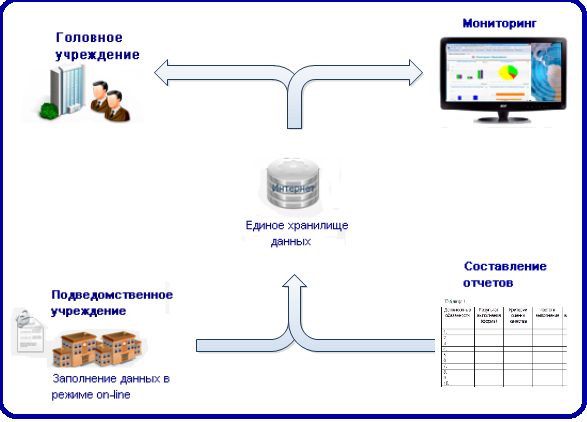 Головное
учреждение
Мониторинг
Интернет
Единое хранилище
данных
Подведомственное
учреждение
Заполнение данных в
режиме on-line
Составление
отчетов